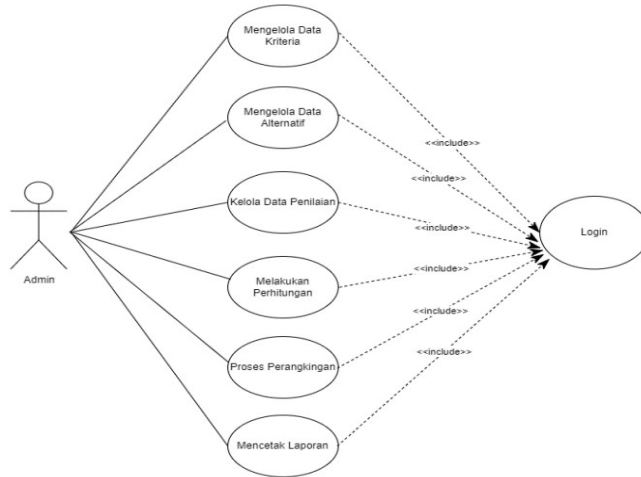 Mengelola Data
Kriteria
Mengelola Data
Alternatif
<<include>>
<<include>>
Kelola Data Penilaian
<<include>>
Login
Admin
Melakukan
Perhitungan
<<include>>
<<include>>
<<include>>
Proses Perangkingan
Mencetak Laporan